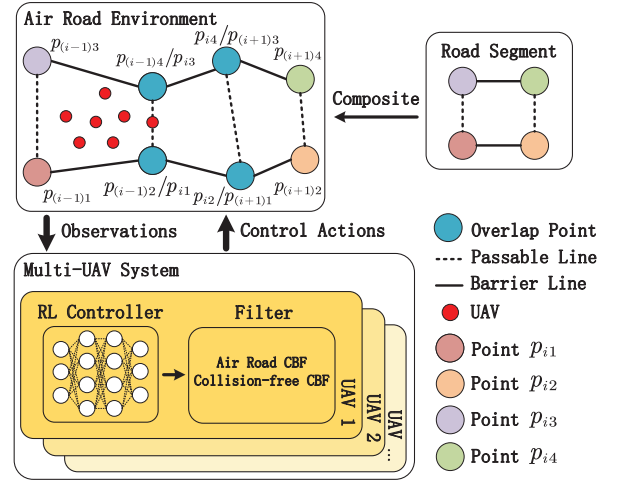 Air Road Environment
p(i−1)3
p(i−1)4/pi3
pi4/p(i+1)3
p(i+1)4
p(i−1)1
p(i−1)2/pi1
pi2/p(i+1)1
p(i+1)2
Road Segment
Composite
Observations
Control Actions
Multi-UAV System
RL Controller
Filter
Air Road CBF
Collision-free CBF
UAV 1
UAV 2
UAV …
Overlap Point
Passable Line
Barrier Line
UAV
Point pi1
Point pi2
Point pi3
Point pi4